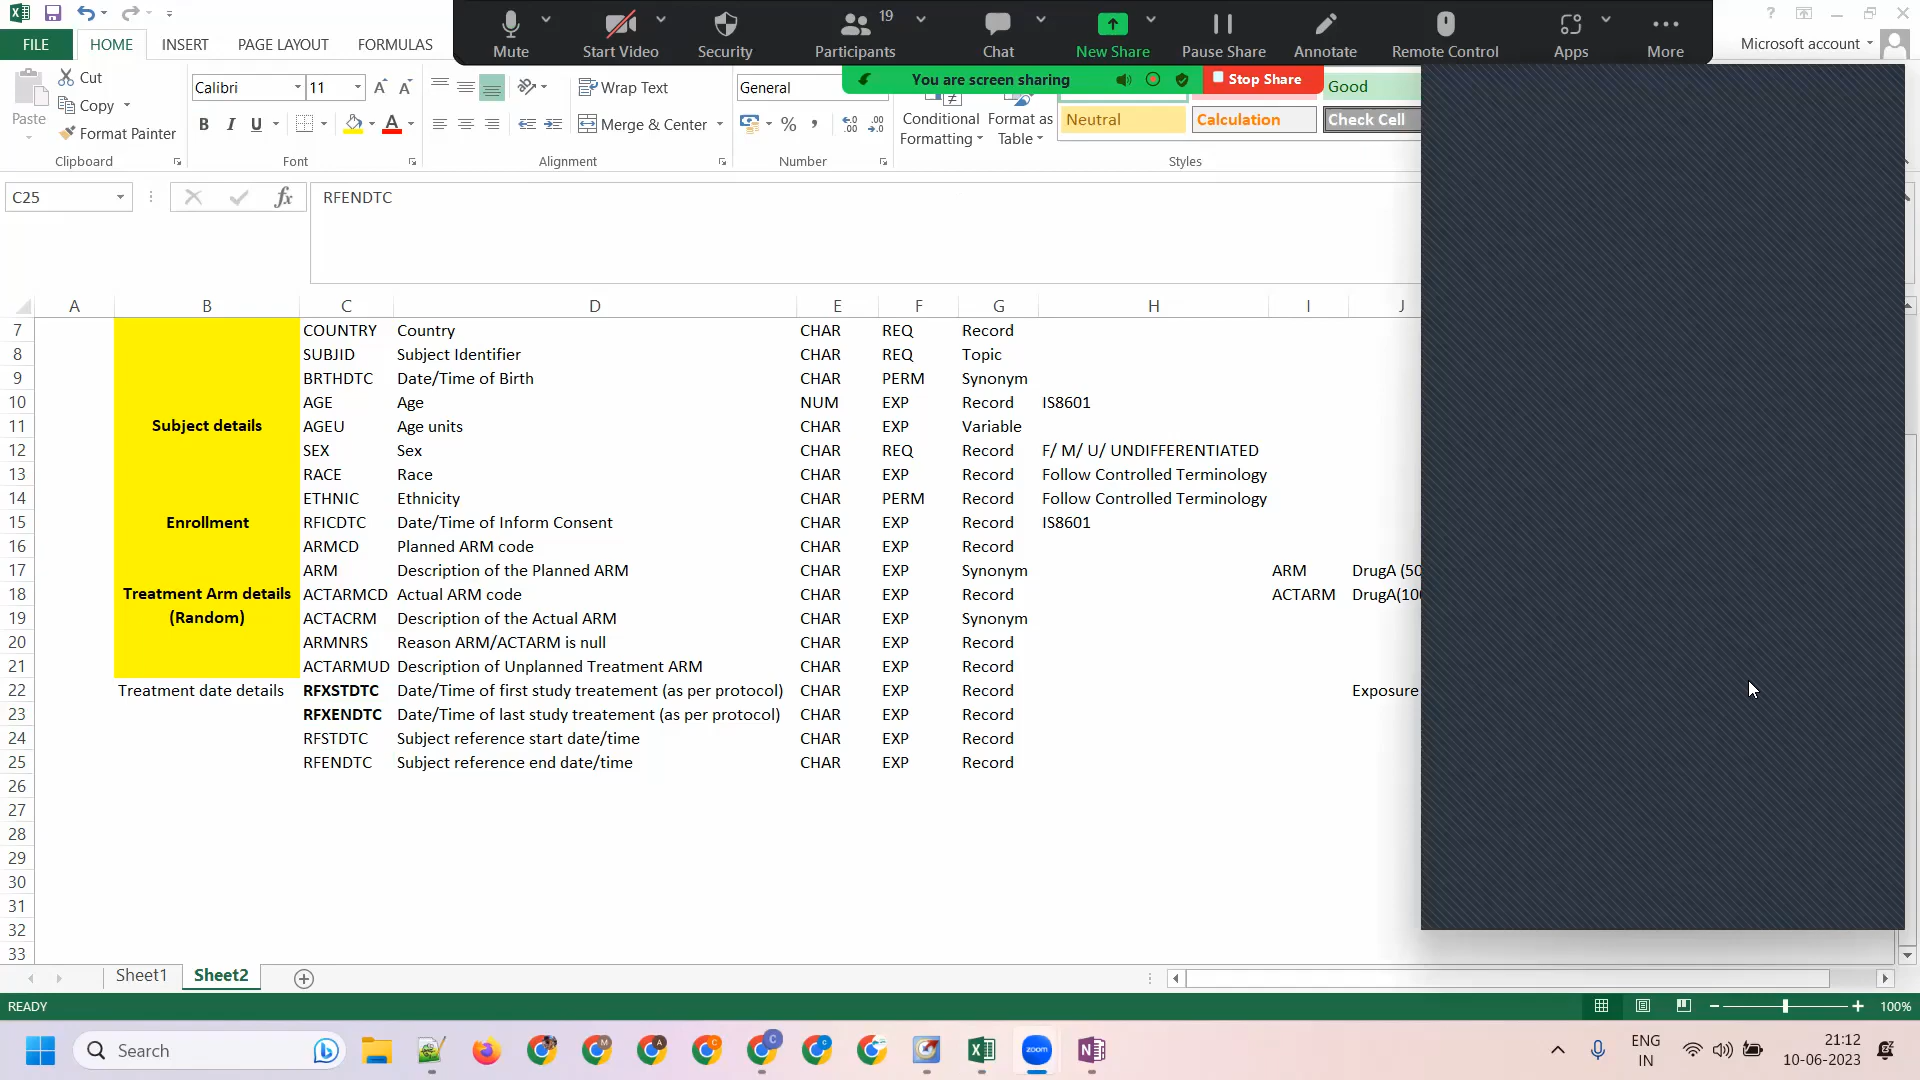 Mute
Start Video
Security
Participants 19
Chat
New Share
Pause Share
Annotate
Remote Control
Apps
More
You are screen sharing
Stop Share
FILE HOME INSERT PAGE LAYOUT FORMULAS
Microsoft account
Paste
Cut
Copy
Format Painter
Clipboard
Calibri 11
B I U
Font
Wrap Text
Merge & Center
Alignment
General
Number
Conditional Formatting
Format as Table
Good
Neutral Calculation Check Cell
Styles
C25 fx RFENDTC
A B C D E F G H I J
7 COUNTRY Country CHAR REQ Record
8 SUBJID Subject Identifier CHAR REQ Topic
9 BRTHDTC Date/Time of Birth CHAR PERM Synonym
10 AGE Age NUM EXP Record IS8601
11 Subject details AGEU Age units CHAR EXP Variable
12 SEX Sex CHAR REQ Record F/ M/ U/ UNDIFFERENTIATED
13 RACE Race CHAR EXP Record Follow Controlled Terminology
14 ETHNIC Ethnicity CHAR PERM Record Follow Controlled Terminology
15 Enrollment RFICDTC Date/Time of Inform Consent CHAR EXP Record IS8601
16 ARMCD Planned ARM code CHAR EXP Record
17 ARM Description of the Planned ARM CHAR EXP Synonym ARM DrugA (50
18 Treatment Arm details ACTARMCD Actual ARM code CHAR EXP Record ACTARM DrugA(10
19 (Random) ACTACRM Description of the Actual ARM CHAR EXP Synonym
20 ARMNRS Reason ARM/ACTARM is null CHAR EXP Record
21 ACTARMUD Description of Unplanned Treatment ARM CHAR EXP Record
22 Treatment date details RFXSTDTC Date/Time of first study treatement (as per protocol) CHAR EXP Record Exposure
23 RFXENDTC Date/Time of last study treatement (as per protocol) CHAR EXP Record
24 RFSTDTC Subject reference start date/time CHAR EXP Record
25 RFENDTC Subject reference end date/time CHAR EXP Record
26
27
28
29
30
31
32
33
Sheet1 Sheet2
READY 100%
Search
zoom
ENG
IN
21:12
10-06-2023